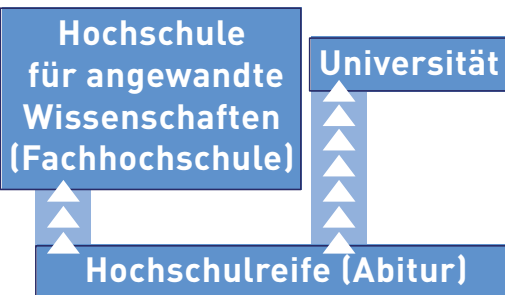 Hochschule
für angewandte
Wissenschaften
(Fachhochschule)
Universität
Hochschulreife (Abitur)